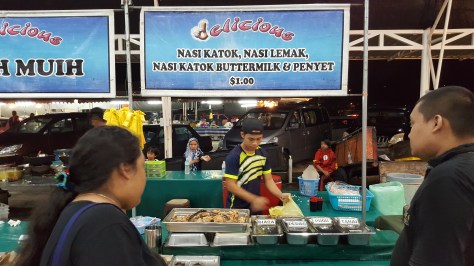 elicious
H MUIH
Delicious
NASI KATOK, NASI LEMAK,
NASI KATOK BUTTERMILK & PENYET
$1.00